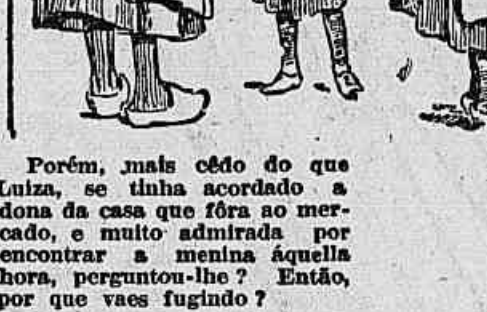 Porém, mais cêdo do que
Luiza, se tinha acordado a
dona da casa que fôra ao mer-
cado, e muito admirada por
encontrar a menina áquella
hora, perguntou-lhe ? Então,
por que vaes fugindo ?